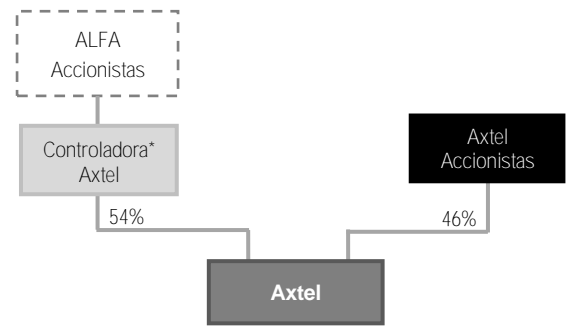 ALFA
Accionistas
Controladora*
Axtel
Axtel
Accionistas
54%
46%
Axtel